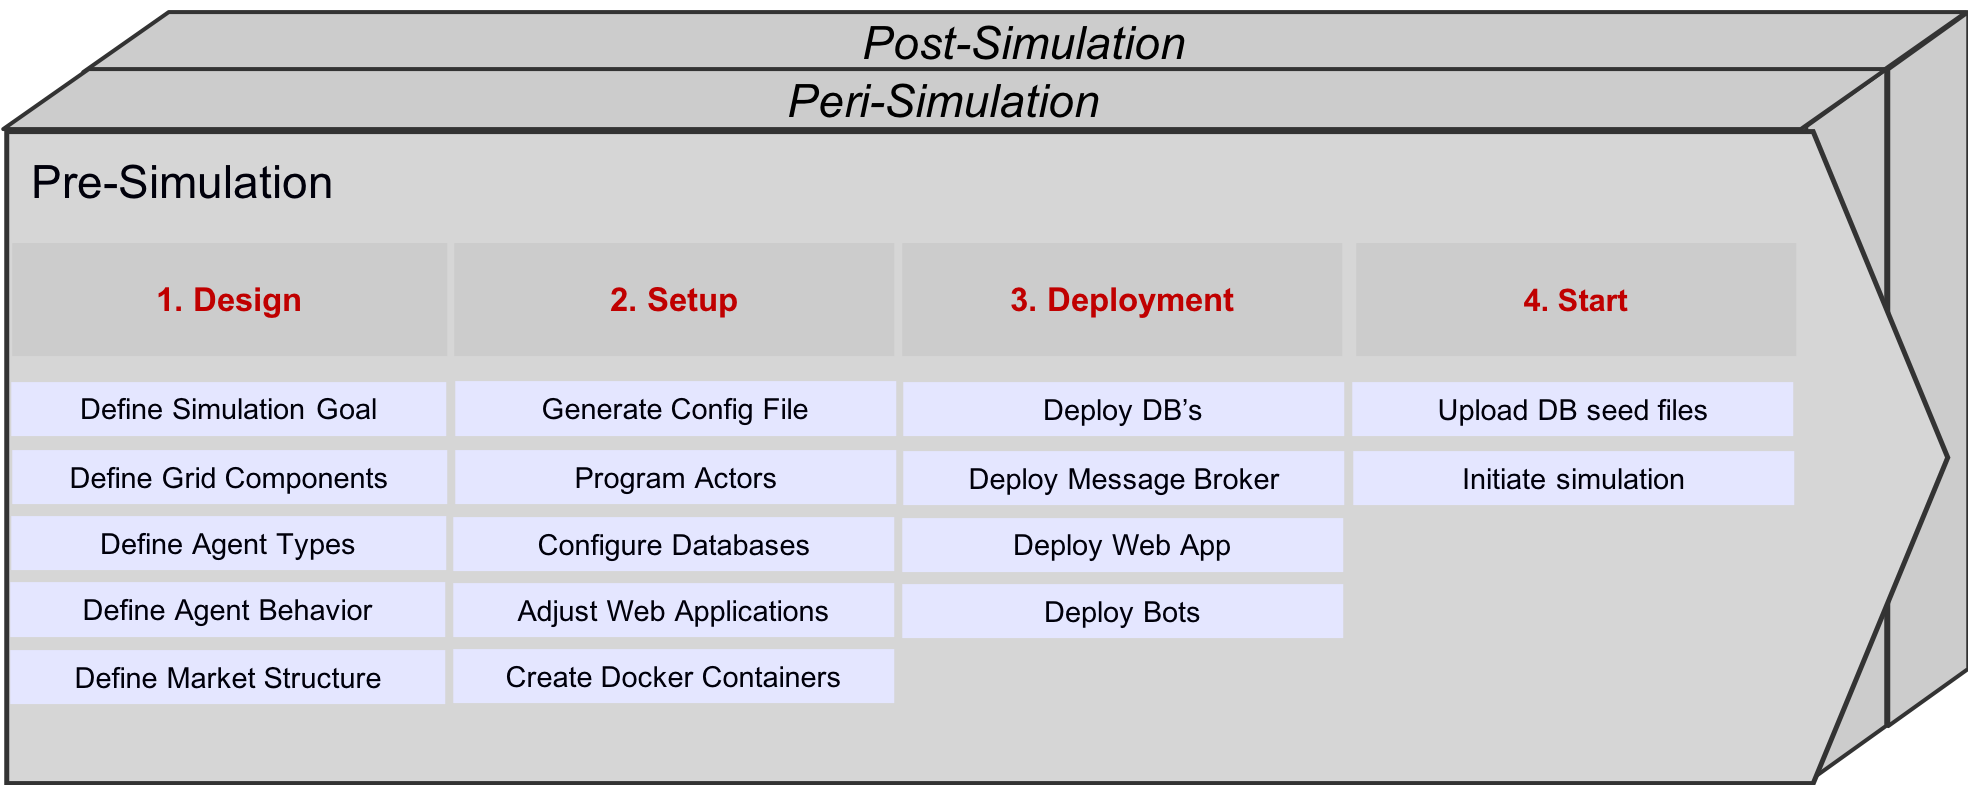 Post-Simulation
Peri-Simulation
Pre-Simulation
1. Design
2. Setup
3. Deployment
4. Start
Define Simulation Goal
Generate Config File
Deploy DB’s
Upload DB seed files
Define Grid Components
Program Actors
Deploy Message Broker
Initiate simulation
Define Agent Types
Configure Databases
Deploy Web App
Define Agent Behavior
Adjust Web Applications
Deploy Bots
Define Market Structure
Create Docker Containers